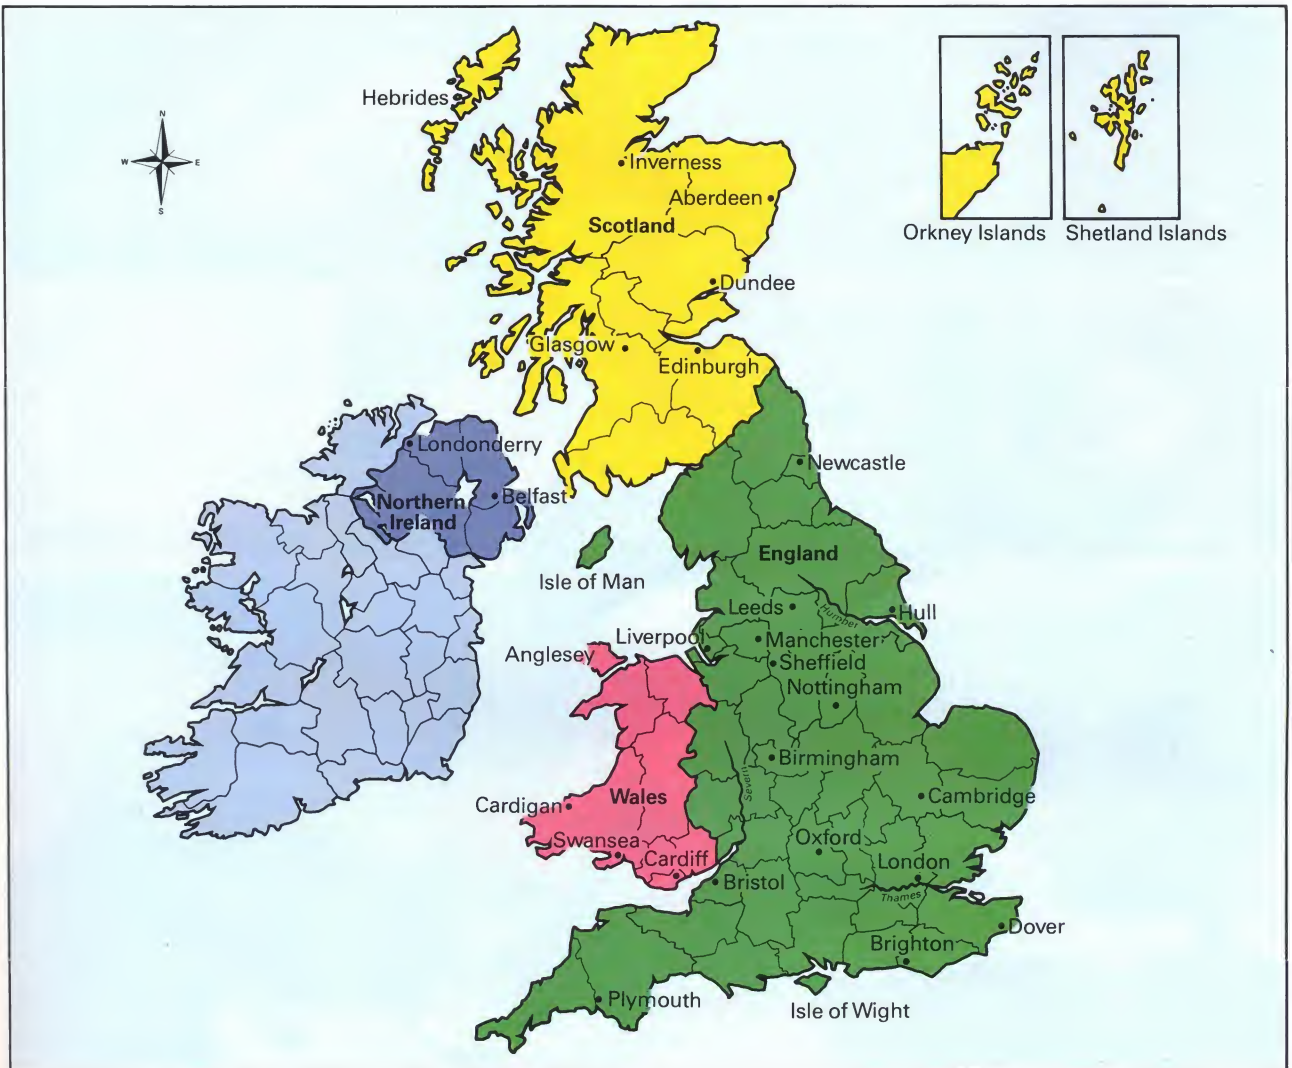 N
W E
S
Hebrides
Inverness
Aberdeen
Scotland
Orkney Islands
Shetland Islands
Dundee
Glasgow
Edinburgh
Londonderry
Newcastle
Northern
Ireland
Belfast
England
Isle of Man
Leeds
Humber
Hull
Liverpool
Manchester
Anglesey
Sheffield
Nottingham
Birmingham
Severn
Cardigan
Wales
Cambridge
Swansea
Oxford
Cardiff
London
Bristol
Thames
Dover
Brighton
Plymouth
Isle of Wight